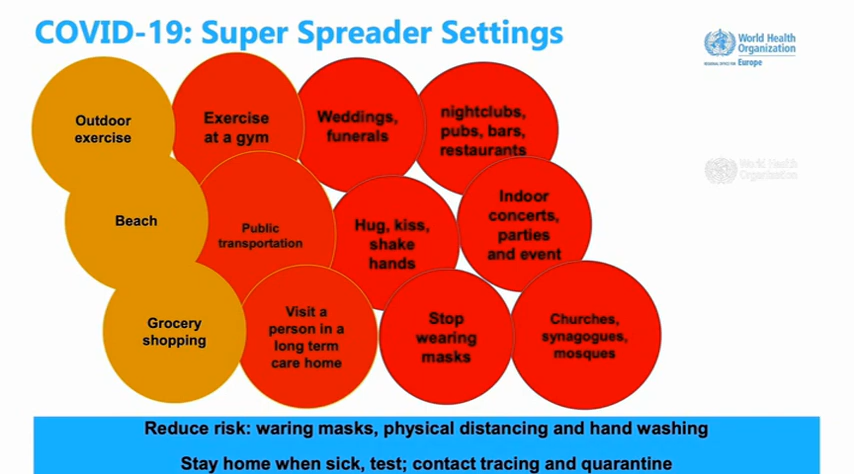 COVID-19: Super Spreader Settings
World Health
Organization
REGIONAL OFFICE FOR Europe
World Health
Organization
Outdoor
exercise
Exercise
at a gym
Weddings,
funerals
nightclubs,
pubs, bars,
restaurants
Beach
Public
transportation
Hug, kiss,
shake
hands
Indoor
concerts,
parties
and event
Grocery
shopping
Visit a
person in a
long term
care home
Stop
wearing
masks
Churches,
synagogues,
mosques
Reduce risk: waring masks, physical distancing and hand washing
Stay home when sick, test; contact tracing and quarantine